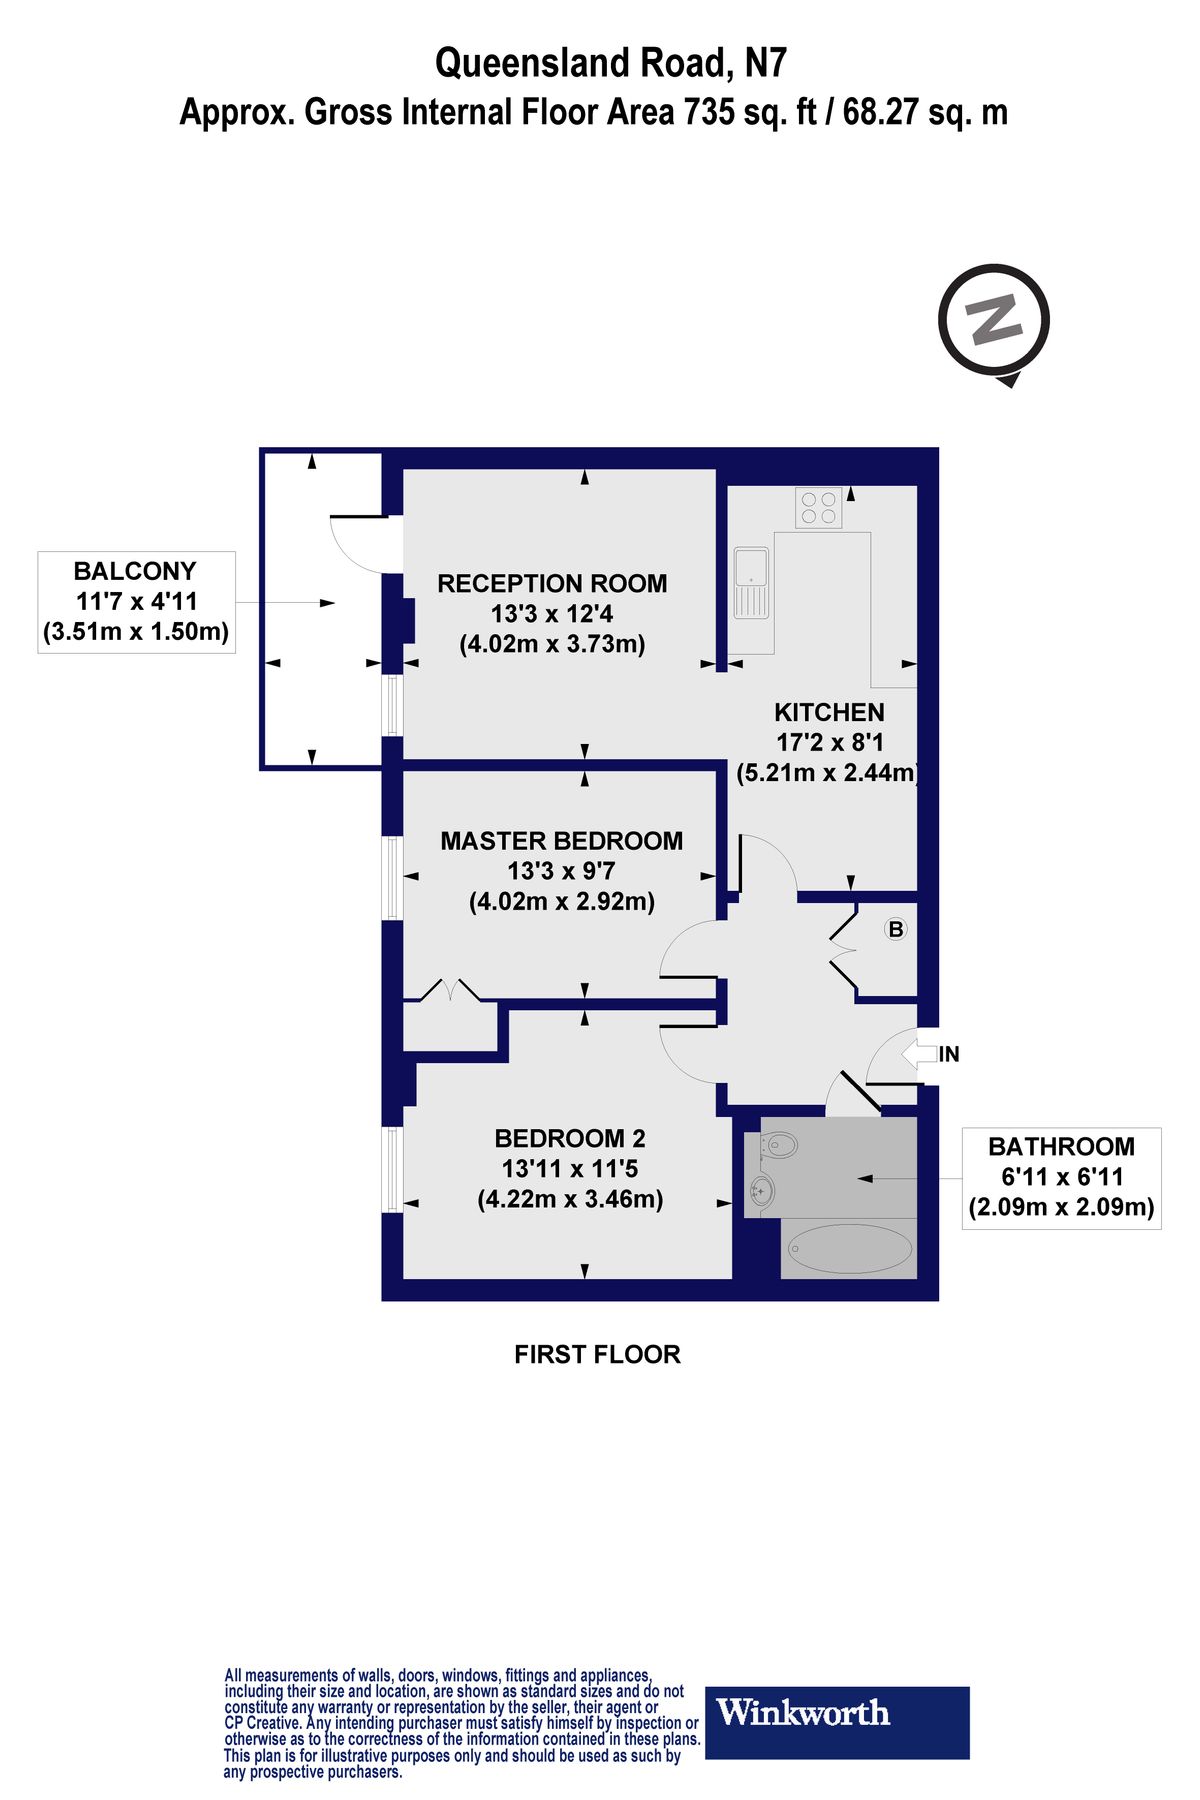 Queensland Road, N7
Approx. Gross Internal Floor Area 735 sq. ft / 68.27 sq. m
N
BALCONY
11'7 x 4'11
(3.51m x 1.50m)
RECEPTION ROOM
13'3 x 12'4
(4.02m x 3.73m)
KITCHEN
17'2 x 8'1
(5.21m x 2.44m)
MASTER BEDROOM
13'3 x 9'7
(4.02m x 2.92m)
B
IN
BEDROOM 2
13'11 x 11'5
(4.22m x 3.46m)
BATHROOM
6'11 x 6'11
(2.09m x 2.09m)
FIRST FLOOR
All measurements of walls, doors, windows, fittings and appliances,
including their size and location, are shown as standard sizes and do not
constitute any warranty or representation by the seller, their agent or
CP Creative. Any intending purchaser must satisfy himself by inspection or
otherwise as to the correctness of the information contained in these plans.
This plan is for illustrative purposes only and should be used as such by
any prospective purchasers.
Winkworth